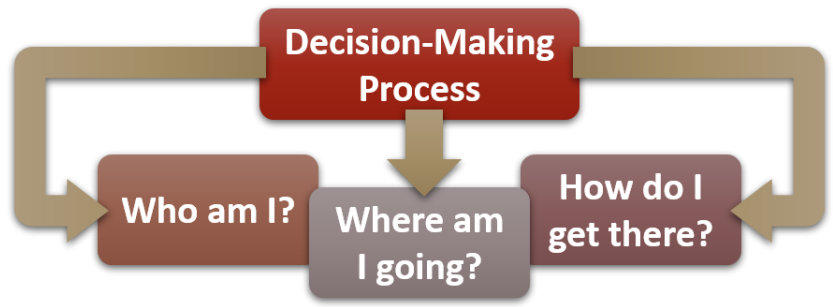 Decision-Making
Process
Who am I?
Where am
I going?
How do I
get there?